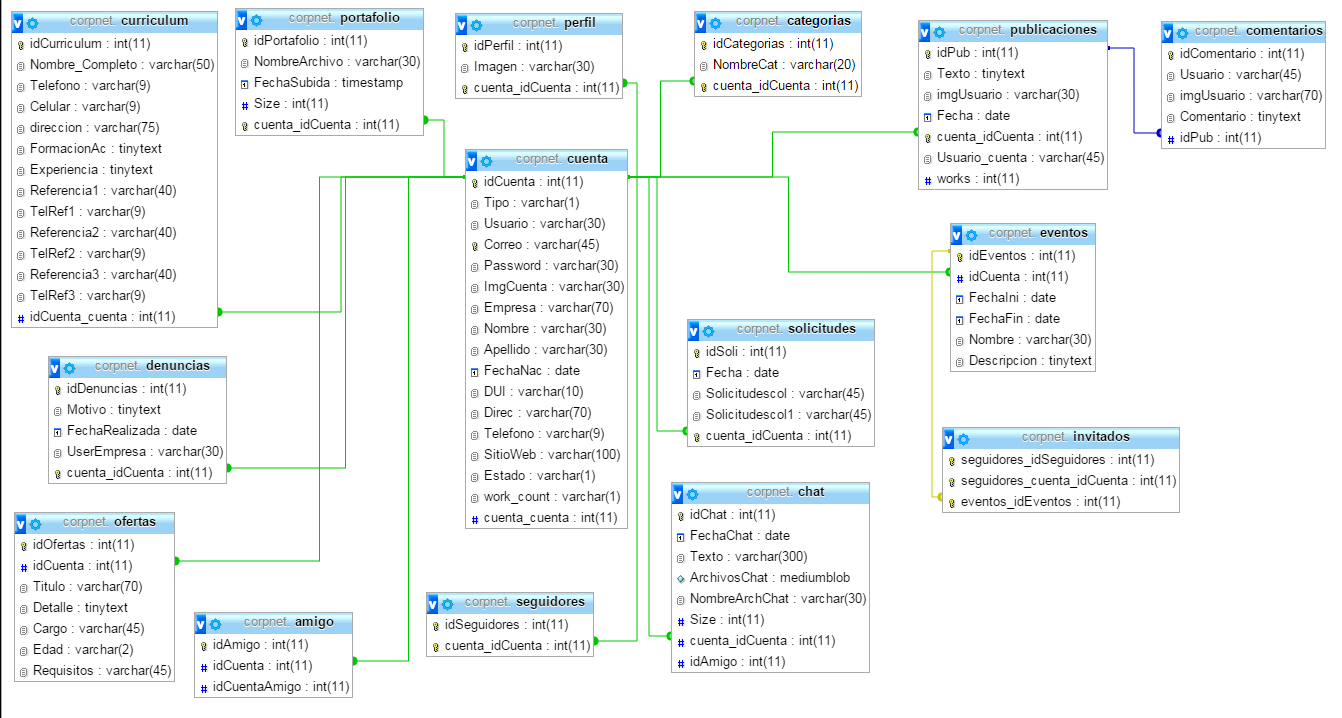 corpnet. curriculum
idCurriculum : int(11)
Nombre_Completo : varchar(50)
Telefono : varchar(9)
Celular : varchar(9)
direccion : varchar(75)
FormacionAc : tinytext
Experiencia : tinytext
Referencia1 : varchar(40)
TelRef1 : varchar(9)
Referencia2 : varchar(40)
TelRef2 : varchar(9)
Referencia3 : varchar(40)
TelRef3 : varchar(9)
idCuenta_cuenta : int(11)
corpnet. portafolio
idPortafolio : int(11)
NombreArchivo : varchar(30)
FechaSubida : timestamp
Size : int(11)
cuenta_idCuenta : int(11)
corpnet. perfil
idPerfil : int(11)
Imagen : varchar(30)
cuenta_idCuenta : int(11)
corpnet. categorias
idCategorias : int(11)
NombreCat : varchar(20)
cuenta_idCuenta : int(11)
corpnet. publicaciones
idPub : int(11)
Texto : tinytext
imgUsuario : varchar(30)
Fecha : date
cuenta_idCuenta : int(11)
Usuario_cuenta : varchar(45)
works : int(11)
corpnet. comentarios
idComentario : int(11)
Usuario : varchar(45)
imgUsuario : varchar(70)
Comentario : tinytext
idPub : int(11)
corpnet. cuenta
idCuenta : int(11)
Tipo : varchar(1)
Usuario : varchar(30)
Correo : varchar(45)
Password : varchar(30)
ImgCuenta : varchar(30)
Empresa : varchar(70)
Nombre : varchar(30)
Apellido : varchar(30)
FechaNac : date
DUI : varchar(10)
Direc : varchar(70)
Telefono : varchar(9)
SitioWeb : varchar(100)
Estado : varchar(1)
work_count : varchar(1)
cuenta_cuenta : int(11)
corpnet. eventos
idEventos : int(11)
idCuenta : int(11)
FechaIni : date
FechaFin : date
Nombre : varchar(30)
Descripcion : tinytext
corpnet. solicitudes
idSoli : int(11)
Fecha : date
Solicitudescol : varchar(45)
Solicitudescol1 : varchar(45)
cuenta_idCuenta : int(11)
corpnet. denuncias
idDenuncias : int(11)
Motivo : tinytext
FechaRealizada : date
UserEmpresa : varchar(30)
cuenta_idCuenta : int(11)
corpnet. invitados
seguidores_idSeguidores : int(11)
seguidores_cuenta_idCuenta : int(11)
eventos_idEventos : int(11)
corpnet. chat
idChat : int(11)
FechaChat : date
Texto : varchar(300)
ArchivosChat : mediumblob
NombreArchChat : varchar(30)
Size : int(11)
cuenta_idCuenta : int(11)
idAmigo : int(11)
corpnet. ofertas
idOfertas : int(11)
idCuenta : int(11)
Titulo : varchar(70)
Detalle : tinytext
Cargo : varchar(45)
Edad : varchar(2)
Requisitos : varchar(45)
corpnet. amigo
idAmigo : int(11)
idCuenta : int(11)
idCuentaAmigo : int(11)
corpnet. seguidores
idSeguidores : int(11)
cuenta_idCuenta : int(11)